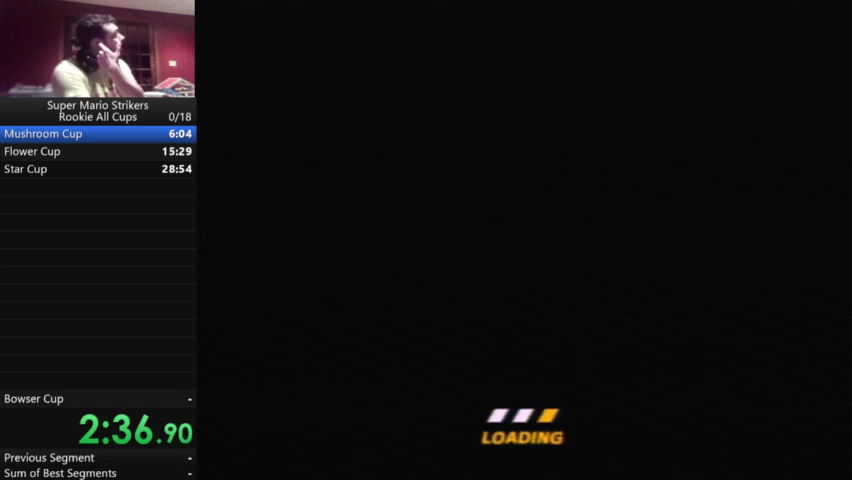 Super Mario Strikers
Rookie All Cups 0/18
Mushroom Cup 6:04
Flower Cup 15:29
Star Cup 28:54
Bowser Cup -
2:36.90
Previous Segment -
Sum of Best Segments -
LOADING